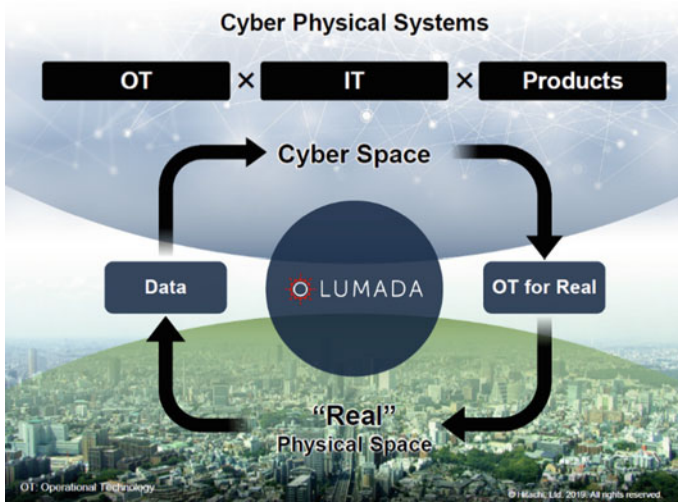 Cyber Physical Systems
OT × IT × Products
Cyber Space
Data
LUMADA
OT for Real
“Real”
Physical Space
OT: Operational Technology
© Hitachi, Ltd. 2019. All rights reserved.